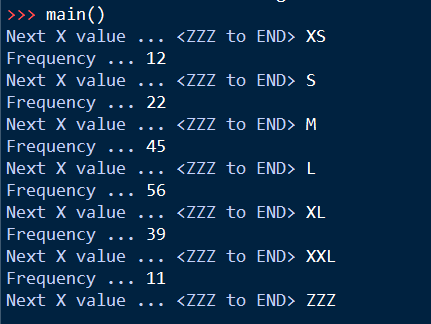 >>> main()
Next X value ... <ZZZ to END> XS
Frequency ... 12
Next X value ... <ZZZ to END> S
Frequency ... 22
Next X value ... <ZZZ to END> M
Frequency ... 45
Next X value ... <ZZZ to END> L
Frequency ... 56
Next X value ... <ZZZ to END> XL
Frequency ... 39
Next X value ... <ZZZ to END> XXL
Frequency ... 11
Next X value ... <ZZZ to END> ZZZ